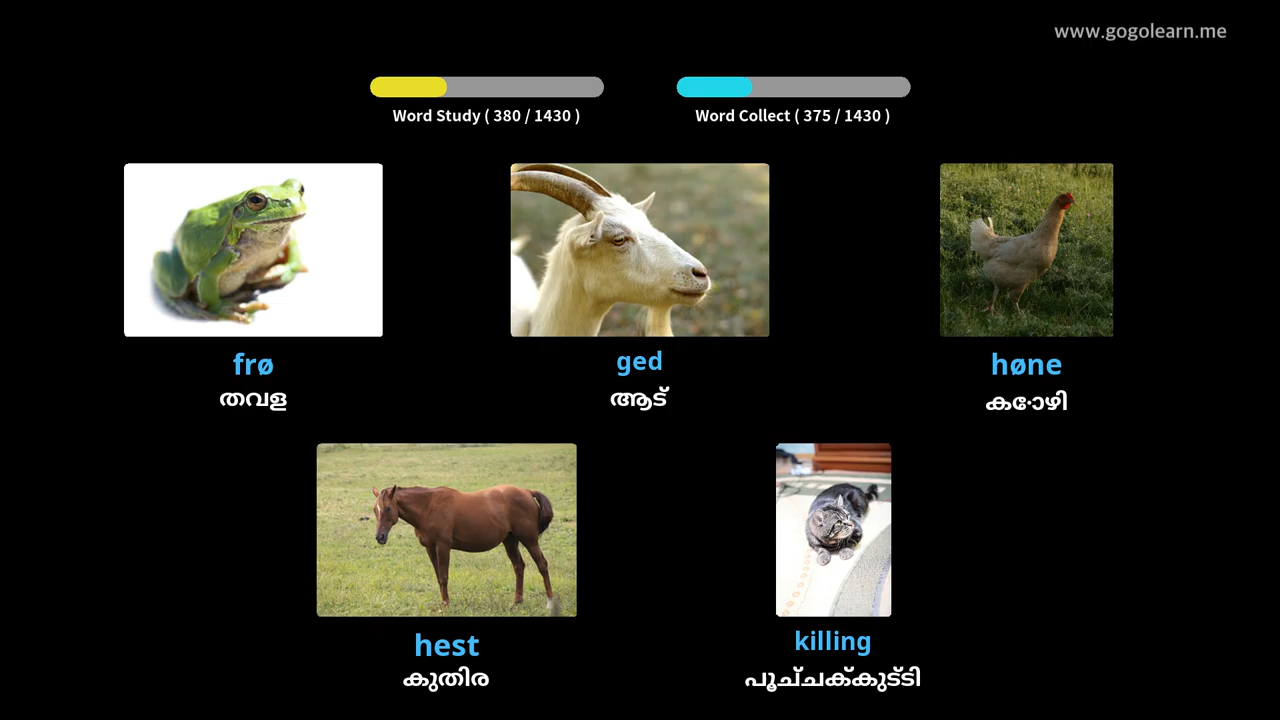 www.gogolearn.me
Word Study ( 380 / 1430 )
Word Collect ( 375 / 1430 )
frø
തവള
ged
ആട്
høne
കോഴി
hest
കുതിര
killing
പൂച്ചക്കുട്ടി